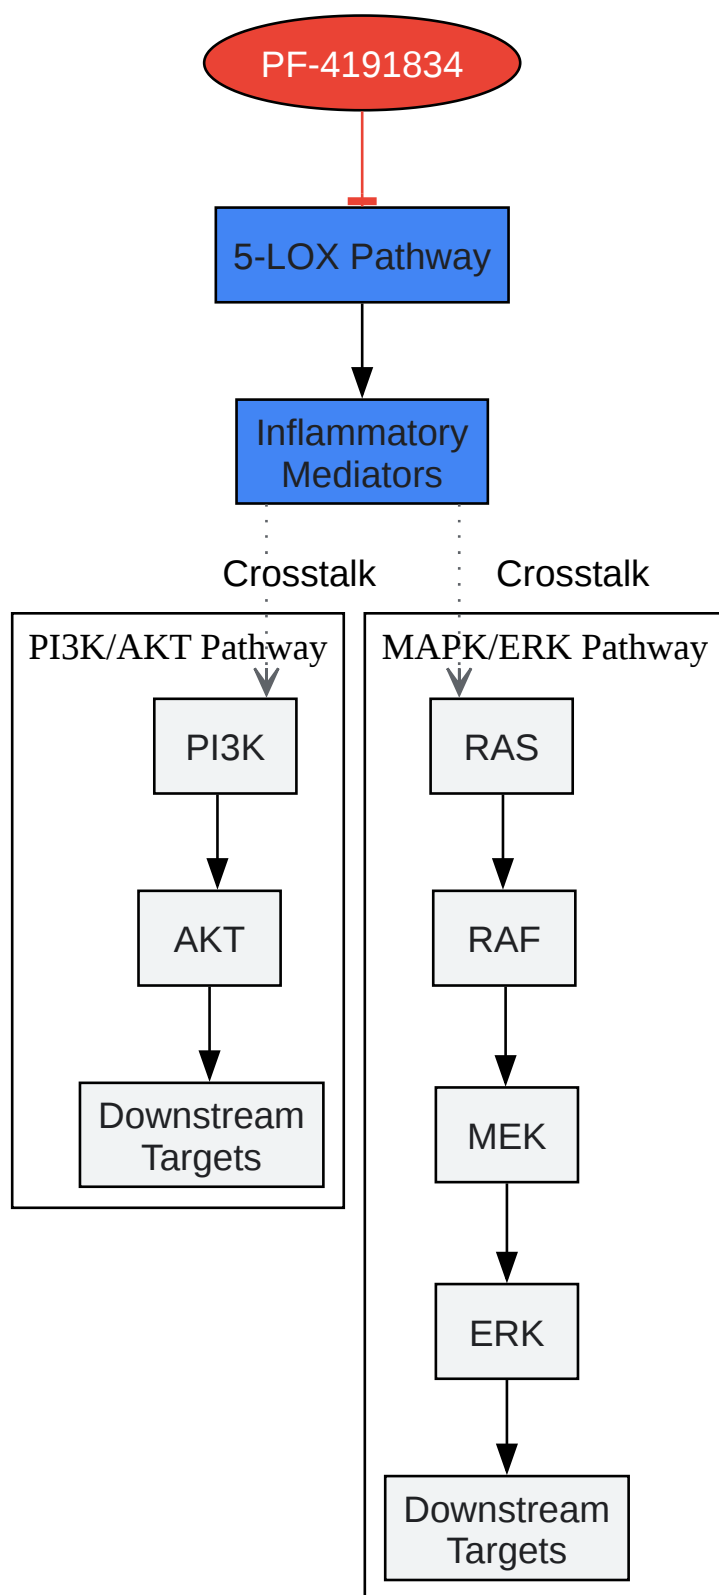 PF-4191834
5-LOX Pathway
Inflammatory
Mediators
Crosstalk
Crosstalk
PI3K/AKT Pathway
PI3K
AKT
Downstream
Targets
MAPK/ERK Pathway
RAS
RAF
MEK
ERK
Downstream
Targets